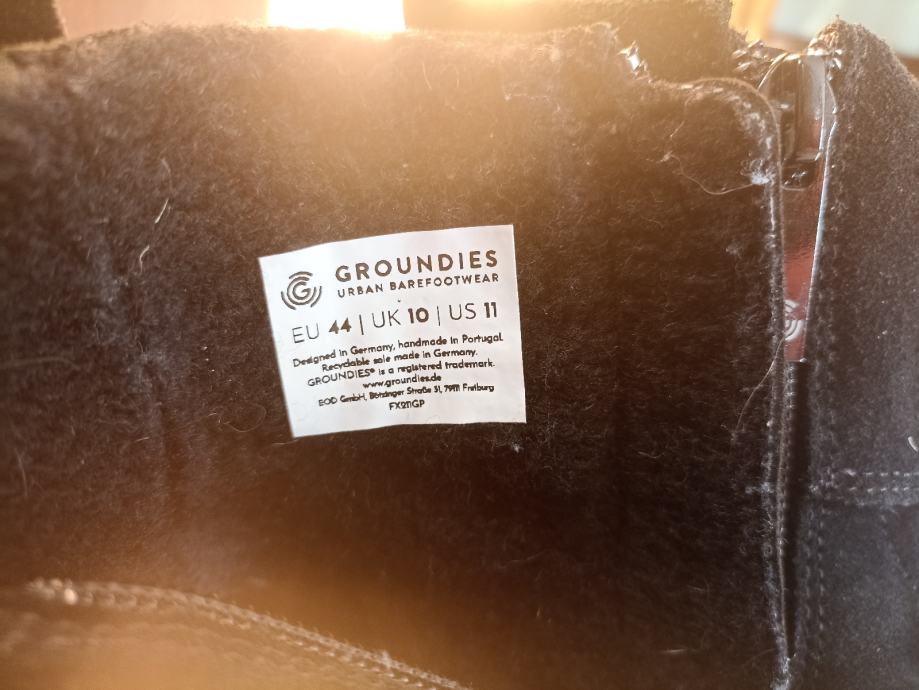 GROUNDIES
URBAN BAREFOOTWEAR
EU 44 | UK 10 | US 11
Designed in Germany, handmade in Portugal.
Recyclable sole made in Germany.
GROUNDIES® is a registered trademark.
www.groundies.de
EOD GmbH, Bötzinger Straße 31, 79111 Freiburg
FX211GP